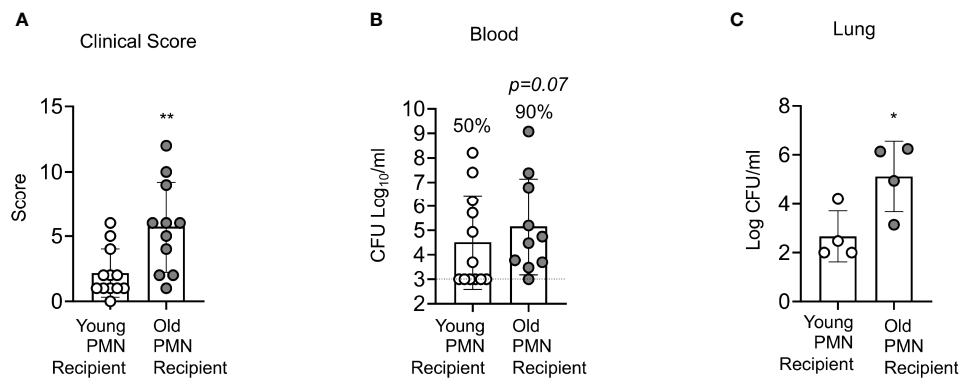 A
Clinical Score
15
10
5
0
Score
**
Young
PMN
Recipient
Old
PMN
Recipient
B
Blood
p=0.07
50%
90%
10
9
8
7
6
5
4
3
2
CFU Log10/ml
Young
PMN
Recipient
Old
PMN
Recipient
C
Lung
8
6
4
2
0
Log CFU/ml
*
Young
PMN
Recipient
Old
PMN
Recipient